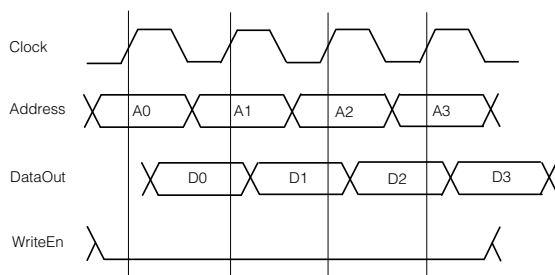 Clock
Address A0 A1 A2 A3
DataOut D0 D1 D2 D3
WriteEn